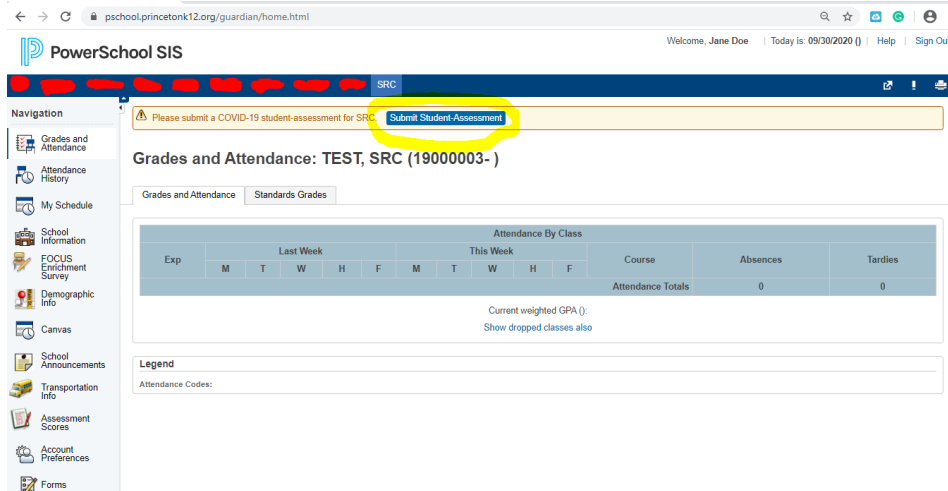 pschool.princetonk12.org/guardian/home.html
PowerSchool SIS
Welcome, Jane Doe | Today is: 09/30/2020 () | Help | Sign Ou
SRC
Navigation
Please submit a COVID-19 student-assessment for SRC Submit Student-Assessment
Grades and
Attendance
Attendance
History
My Schedule
School
Information
FOCUS
Enrichment
Survey
Demographic
Info
Canvas
School
Announcements
Transportation
Info
Assessment
Scores
Account
Preferences
Forms
Grades and Attendance: TEST, SRC (19000003- )
Grades and Attendance Standards Grades
Attendance By Class
Exp Last Week This Week Course Absences Tardies
M T W H F M T W H F
Attendance Totals 0 0
Current weighted GPA ():
Show dropped classes also
Legend
Attendance Codes: